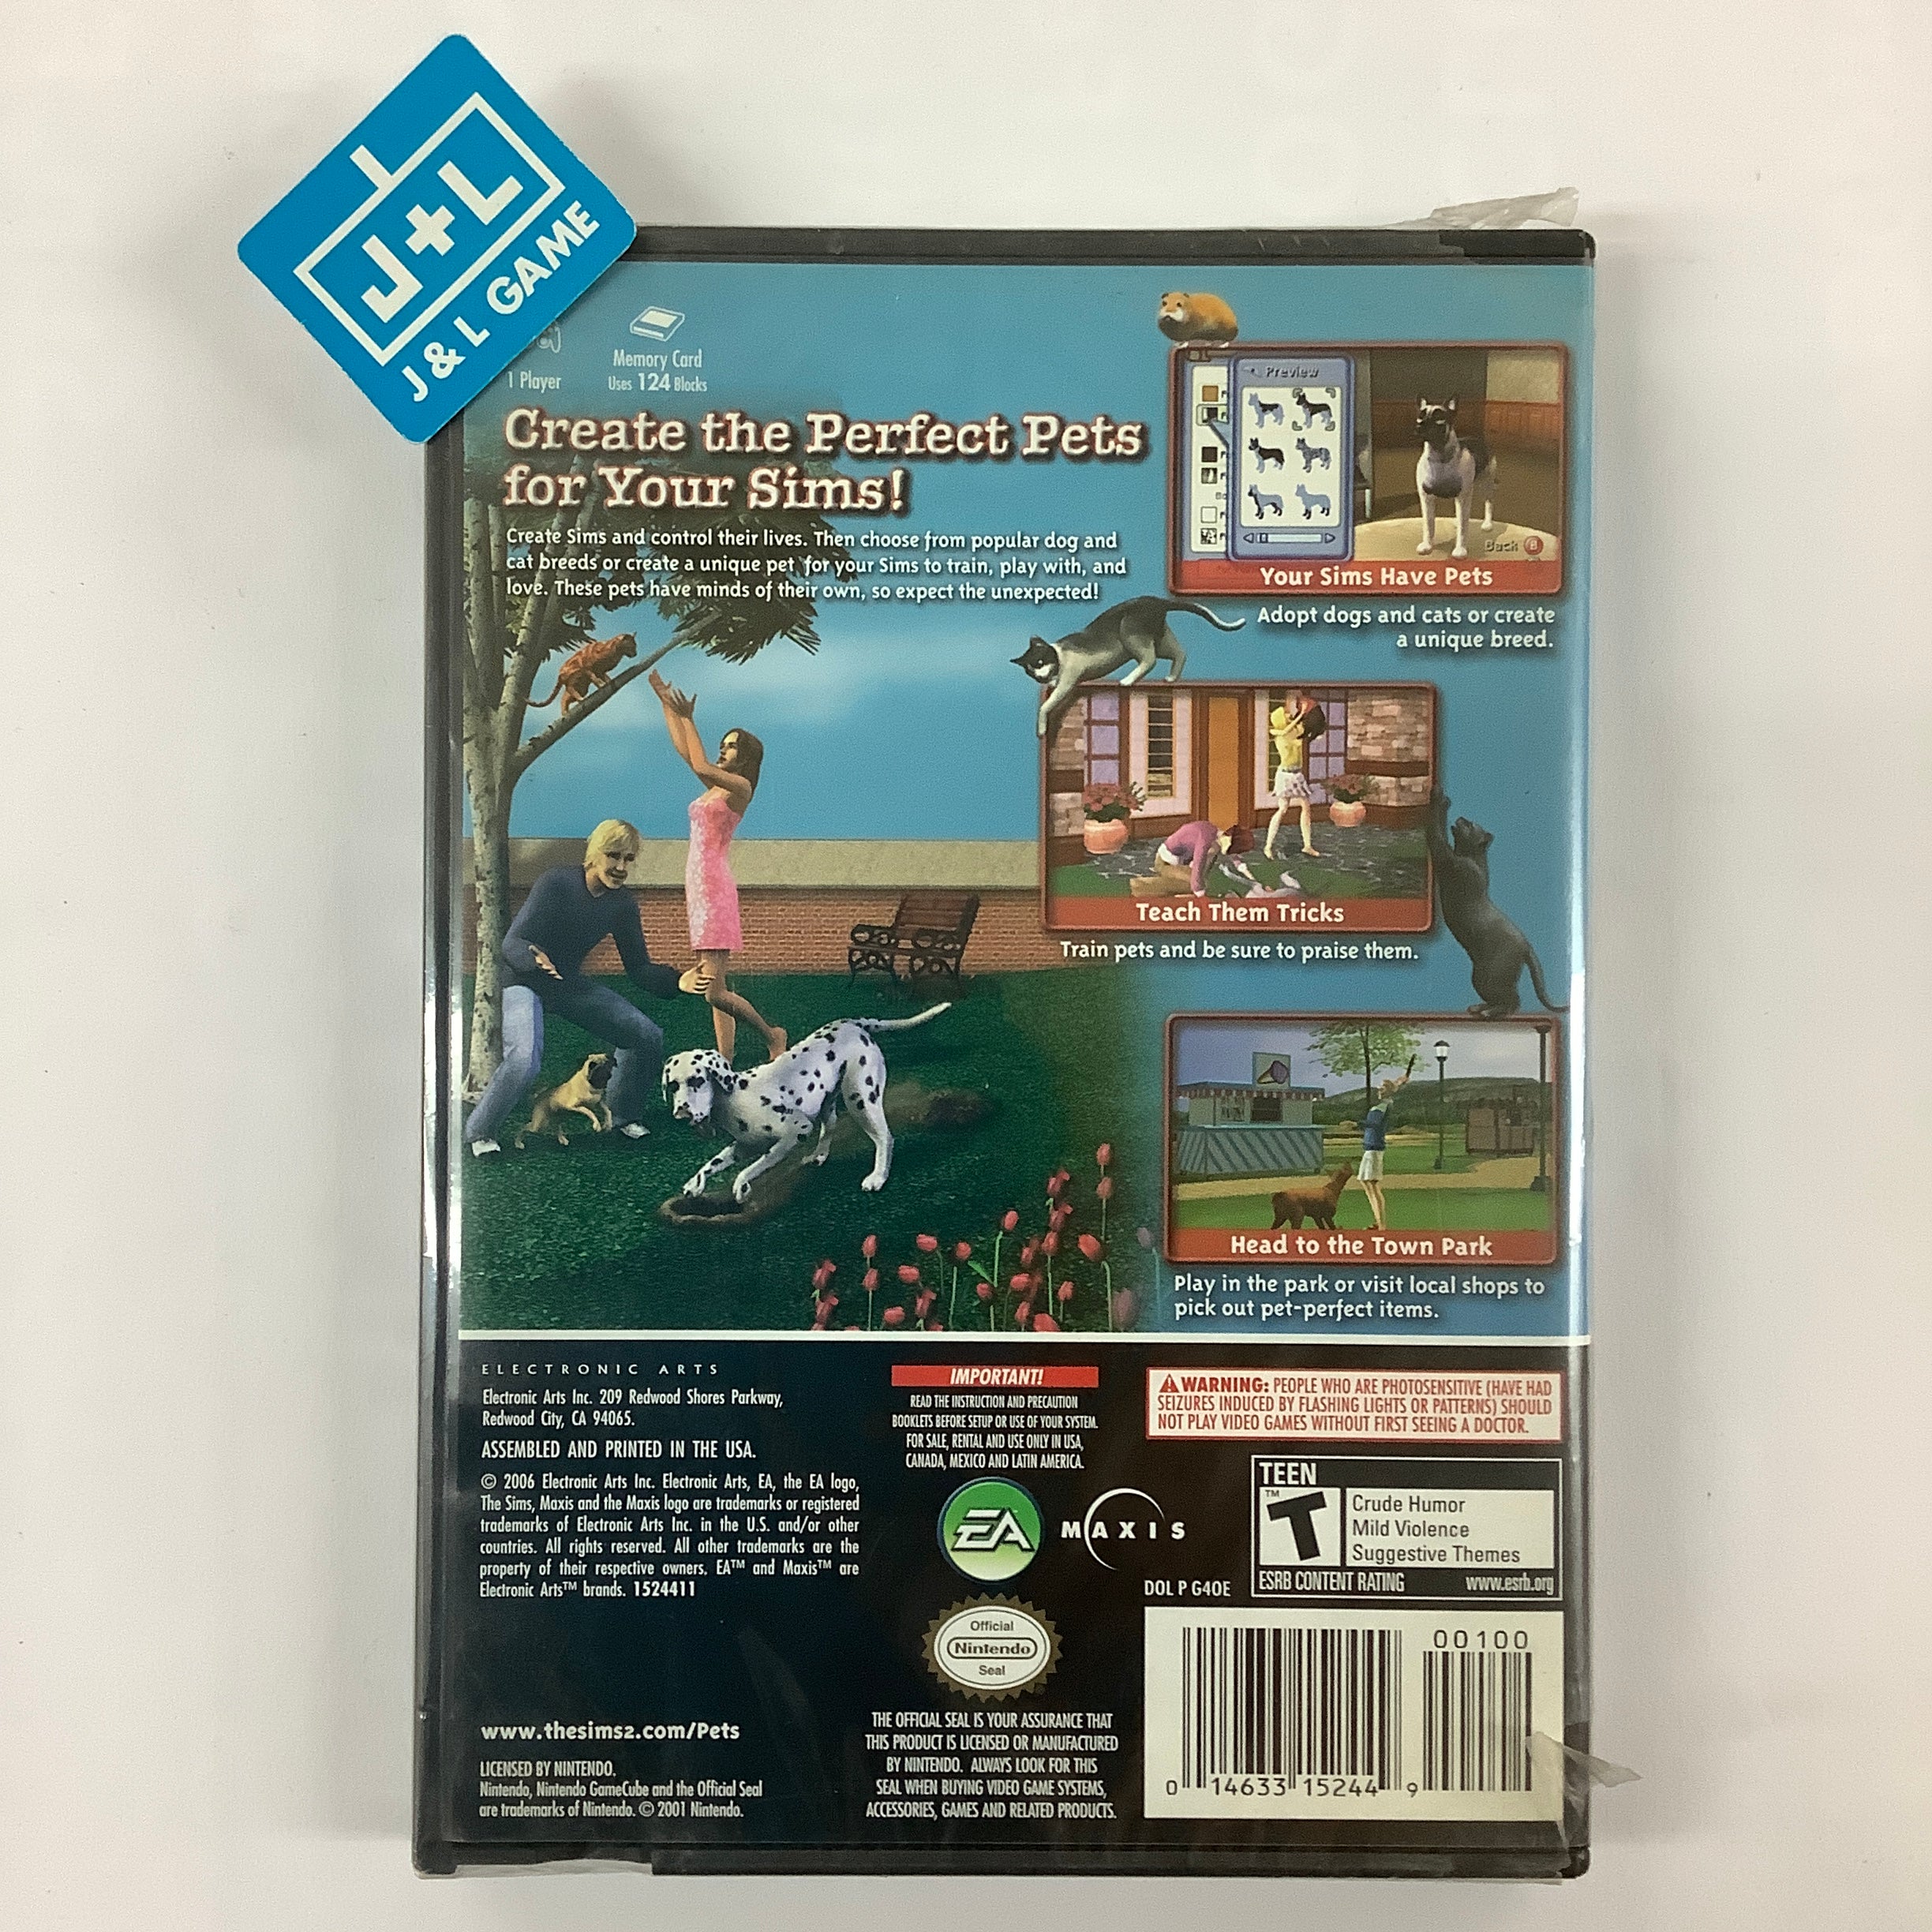 J+L
J & L GAME
1 Player
Memory Card
Uses 124 Blocks
Create the Perfect Pets
for Your Sims!
Create Sims and control their lives. Then choose from popular dog and
cat breeds or create a unique pet for your Sims to train, play with, and
love. These pets have minds of their own, so expect the unexpected!
Preview
Back B
Your Sims Have Pets
Adopt dogs and cats or create
a unique breed.
Teach Them Tricks
Train pets and be sure to praise them.
Head to the Town Park
Play in the park or visit local shops to
pick out pet-perfect items.
ELECTRONIC ARTS
Electronic Arts Inc. 209 Redwood Shores Parkway,
Redwood City, CA 94065.
ASSEMBLED AND PRINTED IN THE USA.
© 2006 Electronic Arts Inc. Electronic Arts, EA, the EA logo,
The Sims, Maxis and the Maxis logo are trademarks or registered
trademarks of Electronic Arts Inc. in the U.S. and/or other
countries. All rights reserved. All other trademarks are the
property of their respective owners. EA™ and Maxis™ are
Electronic Arts™ brands. 1524411
www.thesims2.com/Pets
LICENSED BY NINTENDO.
Nintendo, Nintendo GameCube and the Official Seal
are trademarks of Nintendo. © 2001 Nintendo.
IMPORTANT!
READ THE INSTRUCTION AND PRECAUTION
BOOKLETS BEFORE SETUP OR USE OF YOUR SYSTEM.
FOR SALE, RENTAL AND USE ONLY IN USA,
CANADA, MEXICO AND LATIN AMERICA.
EA
MAXIS
Official
Nintendo
Seal
THE OFFICIAL SEAL IS YOUR ASSURANCE THAT
THIS PRODUCT IS LICENSED OR MANUFACTURED
BY NINTENDO. ALWAYS LOOK FOR THIS
SEAL WHEN BUYING VIDEO GAME SYSTEMS,
ACCESSORIES, GAMES AND RELATED PRODUCTS.
WARNING: PEOPLE WHO ARE PHOTOSENSITIVE (HAVE HAD
SEIZURES INDUCED BY FLASHING LIGHTS OR PATTERNS) SHOULD
NOT PLAY VIDEO GAMES WITHOUT FIRST SEEING A DOCTOR.
TEEN
T™
Crude Humor
Mild Violence
Suggestive Themes
ESRB CONTENT RATING www.esrb.org
DOL P G4OE
00100
0 14633 15244 9